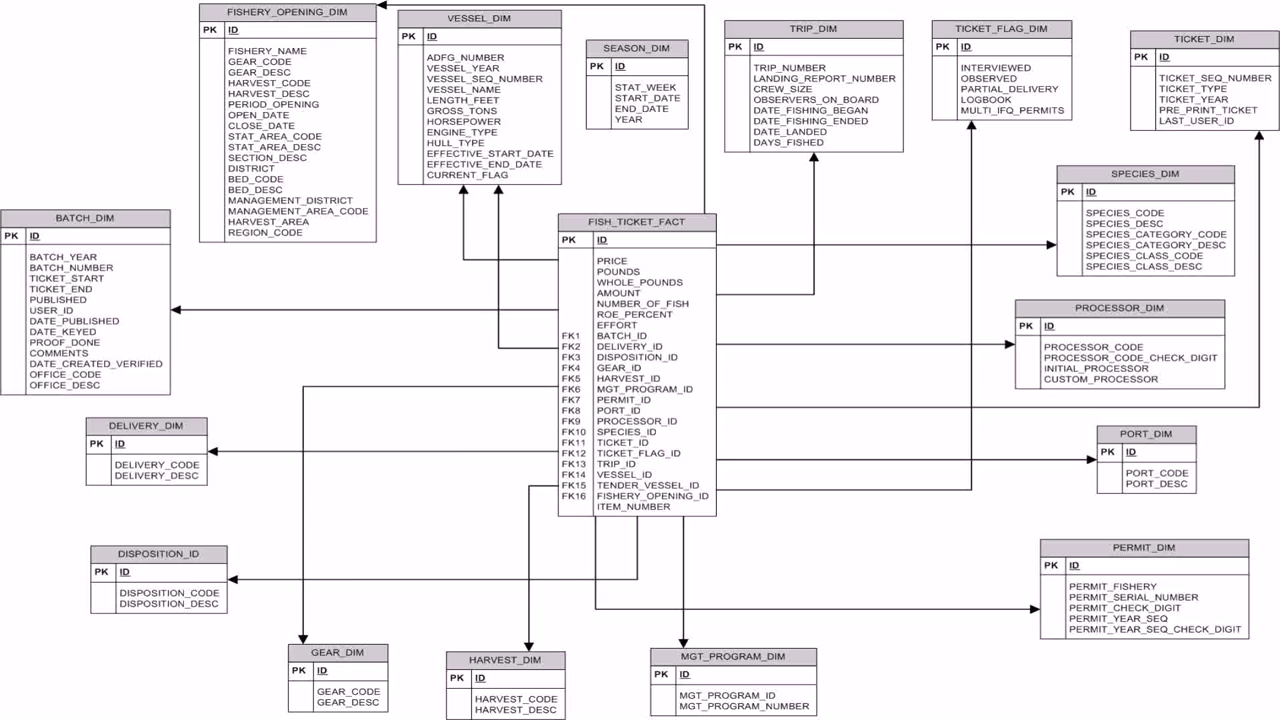 FISHERY_OPENING_DIM
PK ID
FISHERY_NAME
GEAR_CODE
GEAR_DESC
HARVEST_CODE
HARVEST_DESC
PERIOD_OPENING
OPEN_DATE
CLOSE_DATE
STAT_AREA_CODE
STAT_AREA_DESC
SECTION_DESC
DISTRICT
BED_CODE
BED_DESC
MANAGEMENT_DISTRICT
MANAGEMENT_AREA_CODE
HARVEST_AREA
REGION_CODE
VESSEL_DIM
PK ID
ADFG_NUMBER
VESSEL_YEAR
VESSEL_SEQ_NUMBER
VESSEL_NAME
LENGTH_FEET
GROSS_TONS
HORSEPOWER
ENGINE_TYPE
HULL_TYPE
EFFECTIVE_START_DATE
EFFECTIVE_END_DATE
CURRENT_FLAG
SEASON_DIM
PK ID
STAT_WEEK
START_DATE
END_DATE
YEAR
TRIP_DIM
PK ID
TRIP_NUMBER
LANDING_REPORT_NUMBER
CREW_SIZE
OBSERVERS_ON_BOARD
DATE_FISHING_BEGAN
DATE_FISHING_ENDED
DATE_LANDED
DAYS_FISHED
TICKET_FLAG_DIM
PK ID
INTERVIEWED
OBSERVED
PARTIAL_DELIVERY
LOGBOOK
MULTI_IFQ_PERMITS
TICKET_DIM
PK ID
TICKET_SEQ_NUMBER
TICKET_TYPE
TICKET_YEAR
PRE_PRINT_TICKET
LAST_USER_ID
BATCH_DIM
PK ID
BATCH_YEAR
BATCH_NUMBER
TICKET_START
TICKET_END
PUBLISHED
USER_ID
DATE_PUBLISHED
DATE_KEYED
PROOF_DONE
COMMENTS
DATE_CREATED_VERIFIED
OFFICE_CODE
OFFICE_DESC
FISH_TICKET_FACT
PK ID
PRICE
POUNDS
WHOLE_POUNDS
AMOUNT
NUMBER_OF_FISH
ROE_PERCENT
EFFORT
FK1 BATCH_ID
FK2 DELIVERY_ID
FK3 DISPOSITION_ID
FK4 GEAR_ID
FK5 HARVEST_ID
FK6 MGT_PROGRAM_ID
FK7 PERMIT_ID
FK8 PORT_ID
FK9 PROCESSOR_ID
FK10 SPECIES_ID
FK11 TICKET_ID
FK12 TICKET_FLAG_ID
FK13 TRIP_ID
FK14 VESSEL_ID
FK15 TENDER_VESSEL_ID
FK16 FISHERY_OPENING_ID
ITEM_NUMBER
SPECIES_DIM
PK ID
SPECIES_CODE
SPECIES_DESC
SPECIES_CATEGORY_CODE
SPECIES_CATEGORY_DESC
SPECIES_CLASS_CODE
SPECIES_CLASS_DESC
PROCESSOR_DIM
PK ID
PROCESSOR_CODE
PROCESSOR_CODE_CHECK_DIGIT
INITIAL_PROCESSOR
CUSTOM_PROCESSOR
DELIVERY_DIM
PK ID
DELIVERY_CODE
DELIVERY_DESC
PORT_DIM
PK ID
PORT_CODE
PORT_DESC
DISPOSITION_ID
PK ID
DISPOSITION_CODE
DISPOSITION_DESC
PERMIT_DIM
PK ID
PERMIT_FISHERY
PERMIT_SERIAL_NUMBER
PERMIT_CHECK_DIGIT
PERMIT_YEAR_SEQ
PERMIT_YEAR_SEQ_CHECK_DIGIT
GEAR_DIM
PK ID
GEAR_CODE
GEAR_DESC
HARVEST_DIM
PK ID
HARVEST_CODE
HARVEST_DESC
MGT_PROGRAM_DIM
PK ID
MGT_PROGRAM_ID
MGT_PROGRAM_NUMBER